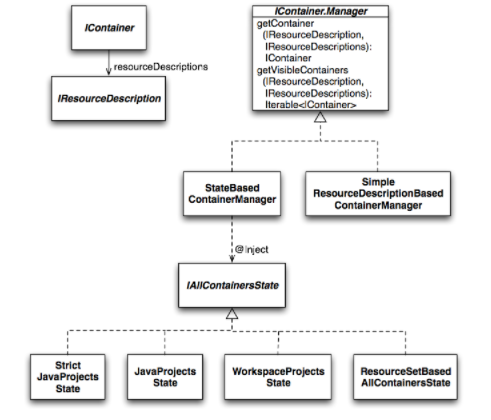 IContainer
resourceDescriptions
IResourceDescription
IContainer.Manager
getContainer
(IResourceDescription,
IResourceDescriptions):
IContainer
getVisibleContainers
(IResourceDescription,
IResourceDescriptions):
Iterable<IContainer>
StateBased
ContainerManager
Simple
ResourceDescriptionBased
ContainerManager
@Inject
IAllContainersState
Strict
JavaProjects
State
JavaProjects
State
WorkspaceProjects
State
ResourceSetBased
AllContainersState